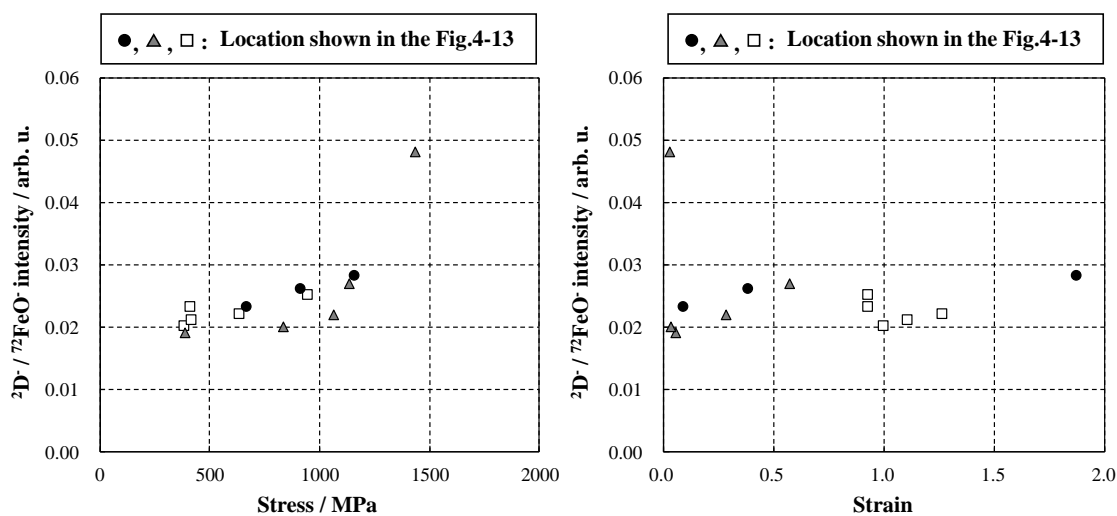 ●, ▲, □ : Location shown in the Fig.4-13
0.06
0.05
0.04
0.03
0.02
0.01
0.00
²D⁻ / ⁷²FeO⁻ intensity / arb. u.
0 500 1000 1500 2000
Stress / MPa
●, ▲, □ : Location shown in the Fig.4-13
0.06
0.05
0.04
0.03
0.02
0.01
0.00
²D⁻ / ⁷²FeO⁻ intensity / arb. u.
0.0 0.5 1.0 1.5 2.0
Strain